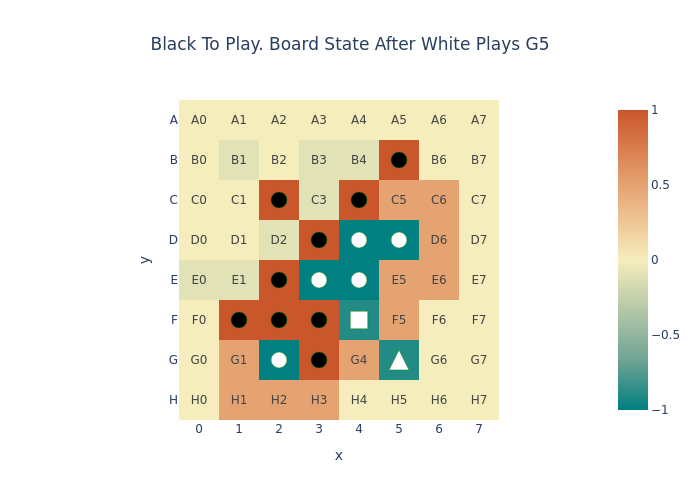 Black To Play. Board State After White Plays G5
A A0 A1 A2 A3 A4 A5 A6 A7
B B0 B1 B2 B3 B4 B6 B7
C C0 C1 C3 C5 C6 C7
D D0 D1 D2 D6 D7
E E0 E1 E5 E6 E7
F F0 F5 F6 F7
G G0 G1 G4 G6 G7
H H0 H1 H2 H3 H4 H5 H6 H7
0 1 2 3 4 5 6 7
x
y
1
0.5
0
−0.5
−1